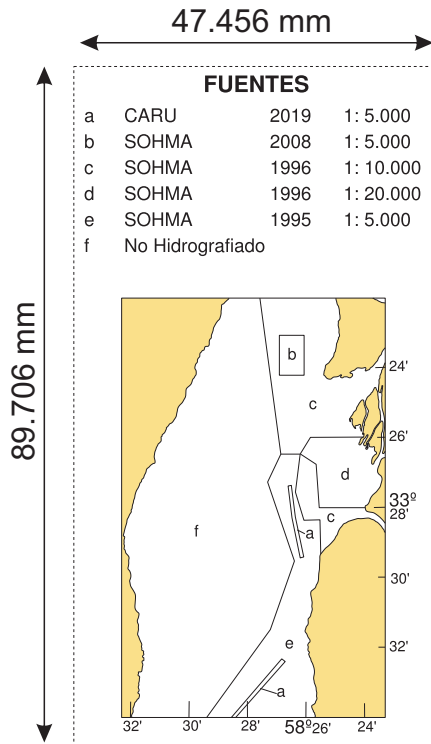 47.456 mm
89.706 mm
FUENTES
a CARU 2019 1: 5.000
b SOHMA 2008 1: 5.000
c SOHMA 1996 1: 10.000
d SOHMA 1996 1: 20.000
e SOHMA 1995 1: 5.000
f No Hidrografiado
b
24'
c
26'
d
33º
28'
c
f
a
30'
e
32'
a
32' 30' 28' 58º26' 24'